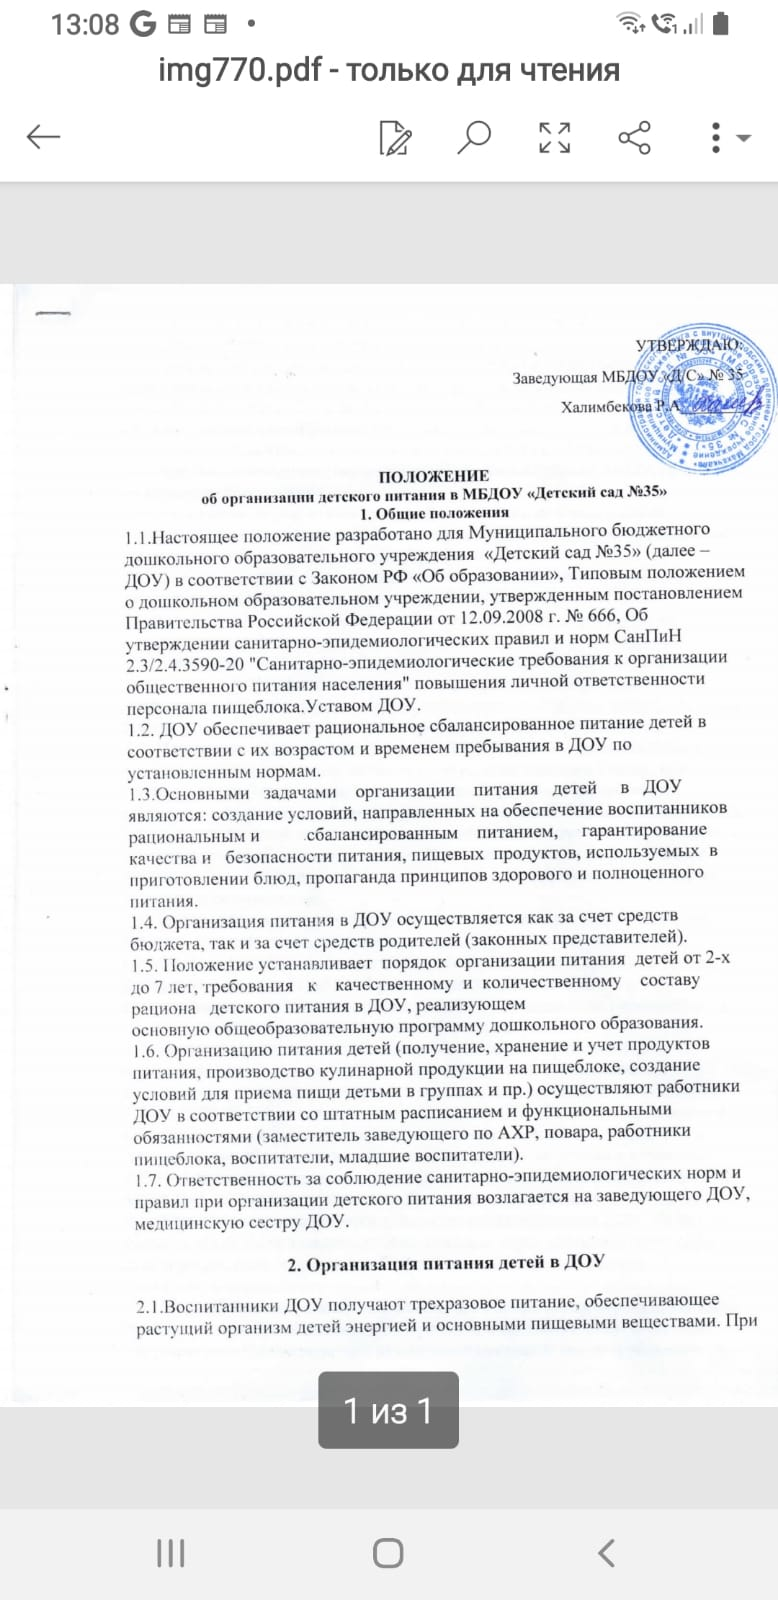 13:08
img770.pdf - только для чтения
УТВЕРЖДАЮ:
Заведующая МБДОУ «Д/С» № 35
Халимбекова Р.А.
ПОЛОЖЕНИЕ
об организации детского питания в МБДОУ «Детский сад №35»
1. Общие положения
1.1.Настоящее положение разработано для Муниципального бюджетного
дошкольного образовательного учреждения «Детский сад №35» (далее –
ДОУ) в соответствии с Законом РФ «Об образовании», Типовым положением
о дошкольном образовательном учреждении, утвержденным постановлением
Правительства Российской Федерации от 12.09.2008 г. № 666, Об
утверждении санитарно-эпидемиологических правил и норм СанПиН
2.3/2.4.3590-20 "Санитарно-эпидемиологические требования к организации
общественного питания населения" повышения личной ответственности
персонала пищеблока.Уставом ДОУ.
1.2. ДОУ обеспечивает рациональное сбалансированное питание детей в
соответствии с их возрастом и временем пребывания в ДОУ по
установленным нормам.
1.3.Основными задачами организации питания детей в ДОУ
являются: создание условий, направленных на обеспечение воспитанников
рациональным и сбалансированным питанием, гарантирование
качества и безопасности питания, пищевых продуктов, используемых в
приготовлении блюд, пропаганда принципов здорового и полноценного
питания.
1.4. Организация питания в ДОУ осуществляется как за счет средств
бюджета, так и за счет средств родителей (законных представителей).
1.5. Положение устанавливает порядок организации питания детей от 2-х
до 7 лет, требования к качественному и количественному составу
рациона детского питания в ДОУ, реализующем
основную общеобразовательную программу дошкольного образования.
1.6. Организацию питания детей (получение, хранение и учет продуктов
питания, производство кулинарной продукции на пищеблоке, создание
условий для приема пищи детьми в группах и пр.) осуществляют работники
ДОУ в соответствии со штатным расписанием и функциональными
обязанностями (заместитель заведующего по АХР, повара, работники
пищеблока, воспитатели, младшие воспитатели).
1.7. Ответственность за соблюдение санитарно-эпидемиологических норм и
правил при организации детского питания возлагается на заведующего ДОУ,
медицинскую сестру ДОУ.
2. Организация питания детей в ДОУ
2.1.Воспитанники ДОУ получают трехразовое питание, обеспечивающее
растущий организм детей энергией и основными пищевыми веществами. При
1 из 1